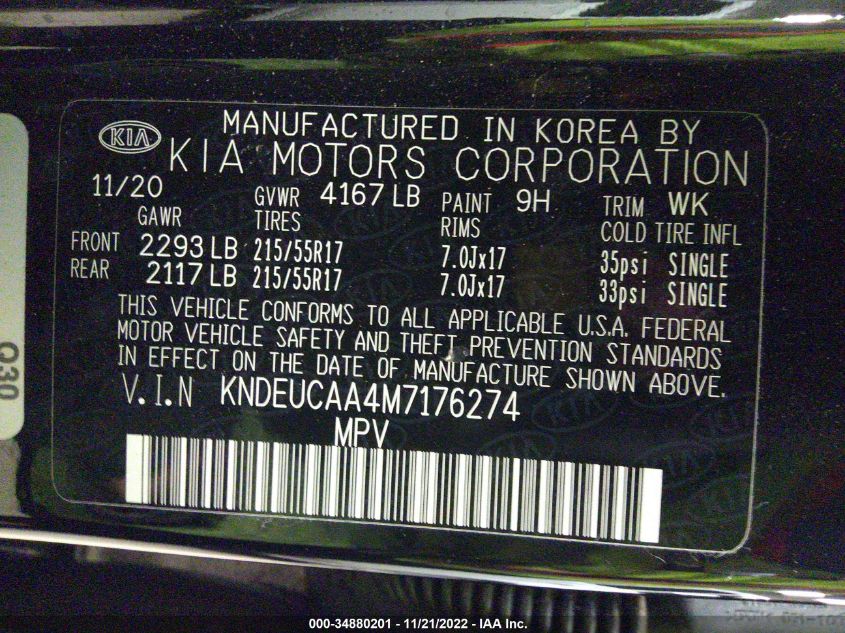 KIA
MANUFACTURED IN KOREA BY
KIA MOTORS CORPORATION
11/20 GVWR 4167 LB PAINT 9H TRIM WK
GAWR TIRES RIMS COLD TIRE INFL
FRONT 2293 LB 215/55R17 7.0Jx17 35psi SINGLE
REAR 2117 LB 215/55R17 7.0Jx17 33psi SINGLE
THIS VEHICLE CONFORMS TO ALL APPLICABLE U.S.A. FEDERAL
MOTOR VEHICLE SAFETY AND THEFT PREVENTION STANDARDS
IN EFFECT ON THE DATE OF MANUFACTURE SHOWN ABOVE.
V.I.N KNDEUCAA4M7176274
MPV
Q30
000-34880201 - 11/21/2022 - IAA Inc.